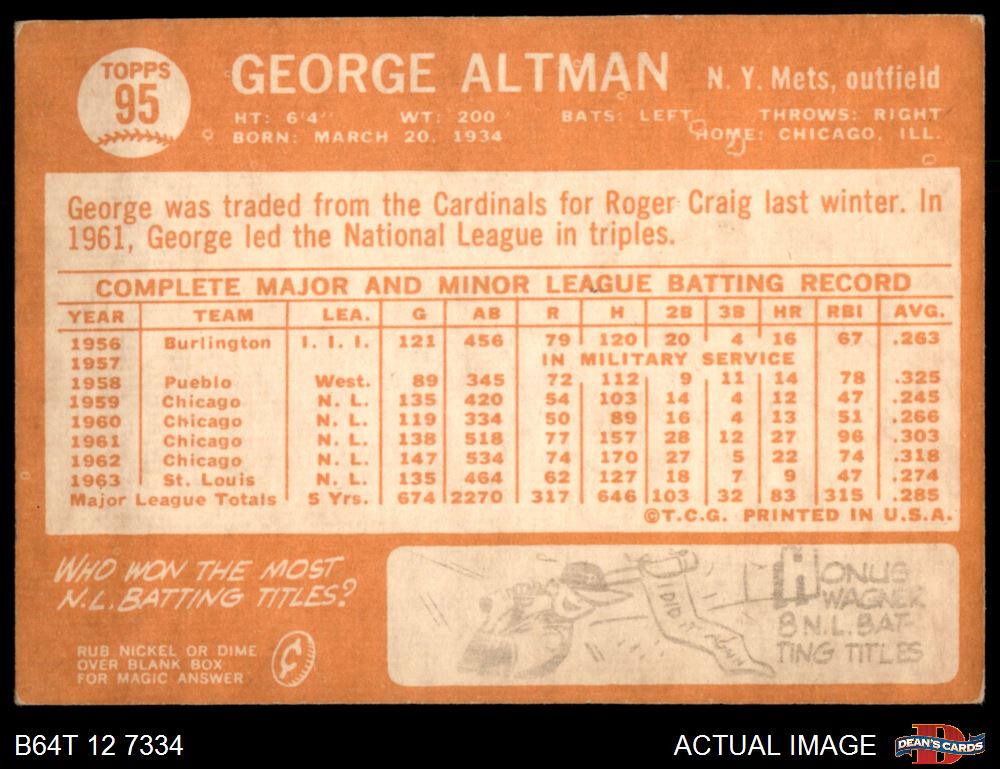 TOPPS
95
GEORGE ALTMAN N. Y. Mets, outfield
HT: 6'4" WT: 200 BATS: LEFT THROWS: RIGHT
BORN: MARCH 20, 1934 HOME: CHICAGO, ILL.
George was traded from the Cardinals for Roger Craig last winter. In
1961, George led the National League in triples.
COMPLETE MAJOR AND MINOR LEAGUE BATTING RECORD
YEAR TEAM LEA. G AB R H 2B 3B HR RBI AVG.
1956 Burlington I. I. I. 121 456 79 120 20 4 16 67 .263
1957 IN MILITARY SERVICE
1958 Pueblo West. 89 345 72 112 9 11 14 78 .325
1959 Chicago N. L. 135 420 54 103 14 4 12 47 .245
1960 Chicago N. L. 119 334 50 89 16 4 13 51 .266
1961 Chicago N. L. 138 518 77 157 28 12 27 96 .303
1962 Chicago N. L. 147 534 74 170 27 5 22 74 .318
1963 St. Louis N. L. 135 464 62 127 18 7 9 47 .274
Major League Totals 5 Yrs. 674 2270 317 646 103 32 83 315 .285
©T.C.G. PRINTED IN U.S.A.
WHO WON THE MOST
N.L. BATTING TITLES?
RUB NICKEL OR DIME
OVER BLANK BOX
FOR MAGIC ANSWER
¢
I DID IT
HONUS
WAGNER
8 N.L. BAT-
TING TITLES
B64T 12 7334 ACTUAL IMAGE DEAN'S CARDS